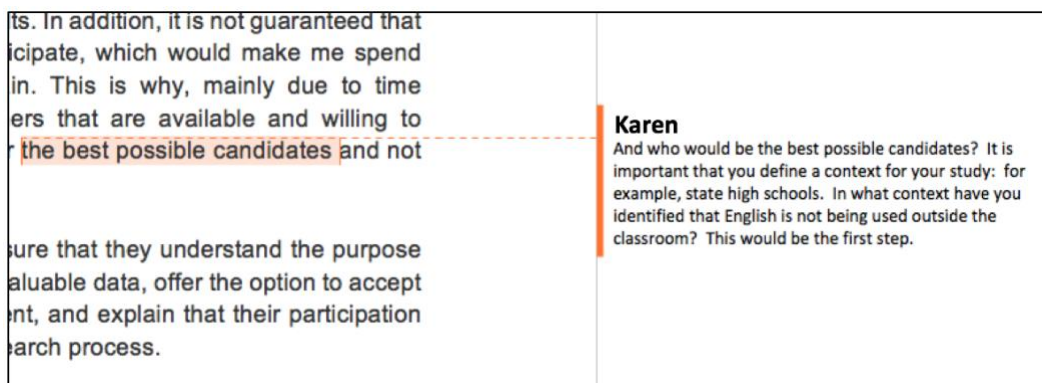 ts. In addition, it is not guaranteed that
icipate, which would make me spend
in. This is why, mainly due to time
ers that are available and willing to
r the best possible candidates and not
sure that they understand the purpose
aluable data, offer the option to accept
ent, and explain that their participation
earch process.
Karen
And who would be the best possible candidates? It is
important that you define a context for your study: for
example, state high schools. In what context have you
identified that English is not being used outside the
classroom? This would be the first step.